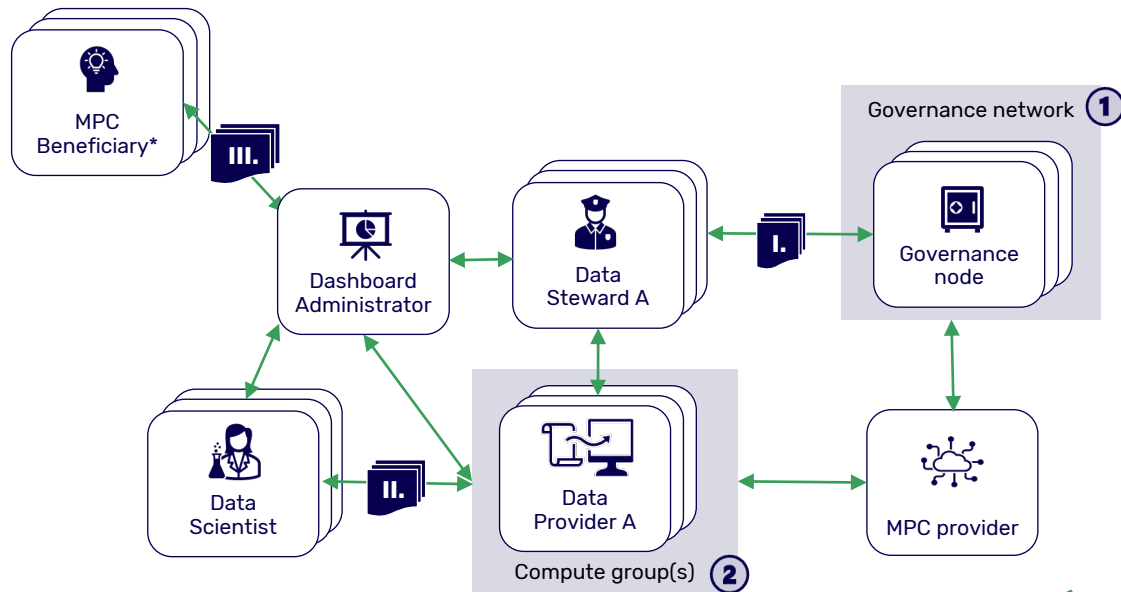 MPC
Beneficiary*
III.
Governance network
1
Governance
node
I.
Data
Steward A
Dashboard
Administrator
Data
Scientist
II.
Data
Provider A
MPC provider
Compute group(s)
2